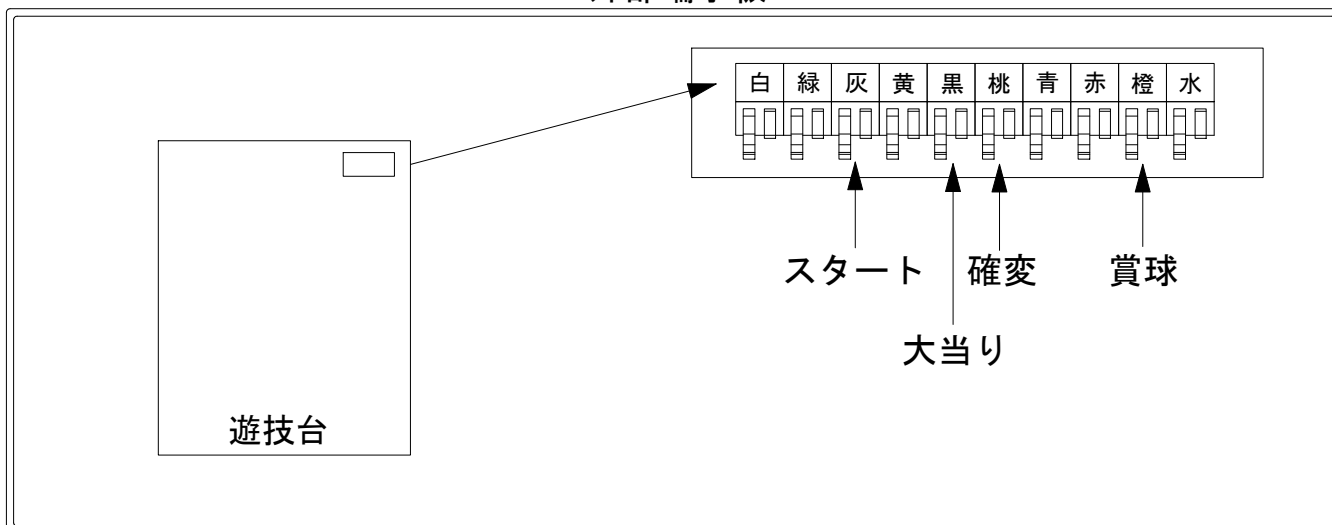 白 緑 灰 黄 黒 桃 青 赤 橙 水
スタート 確変 賞球
大当り
遊技台